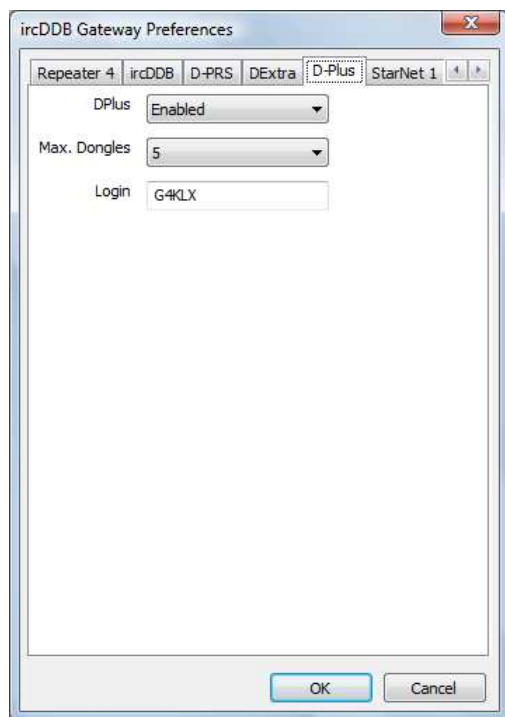 ircDDB Gateway Preferences
Repeater 4 ircDDB D-PRS DExtra D-Plus StarNet 1
DPlus Enabled
Max. Dongles 5
Login G4KLX
OK Cancel